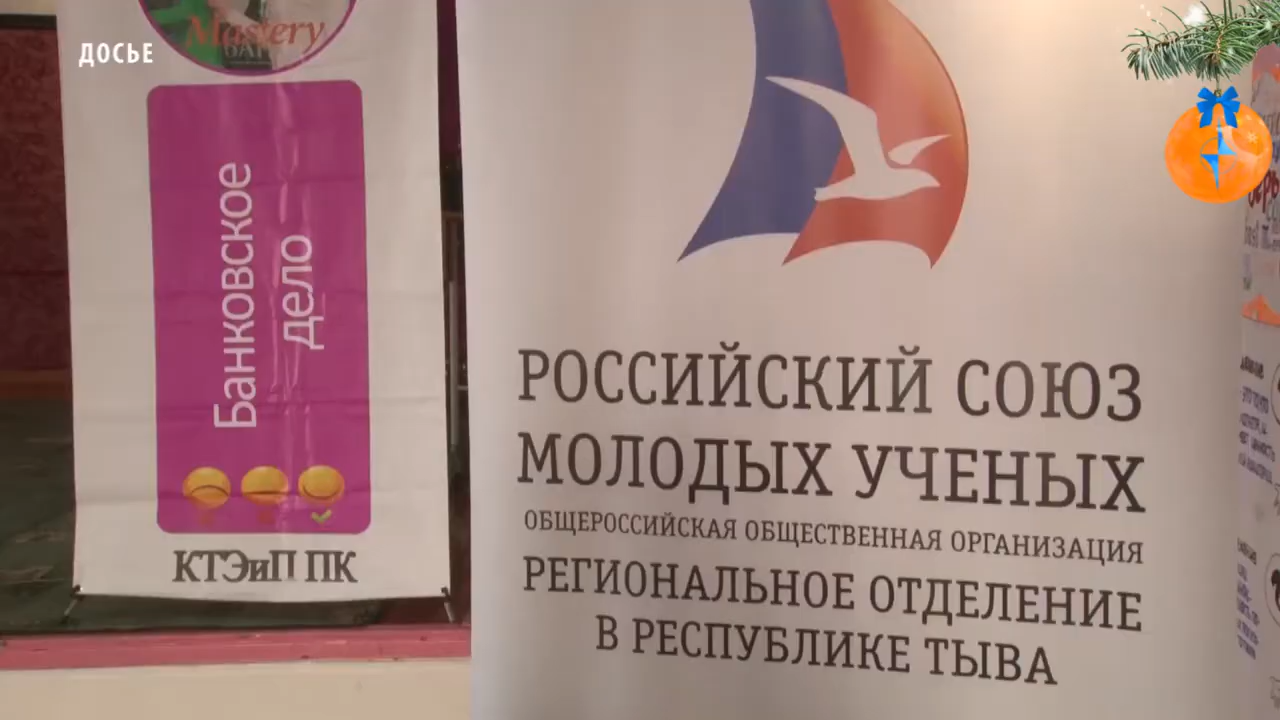 ДОСЬЕ
Mastery
Банковское
дело
КТЭиП ПК
РОССИЙСКИЙ СОЮЗ
МОЛОДЫХ УЧЕНЫХ
ОБЩЕРОССИЙСКАЯ ОБЩЕСТВЕННАЯ ОРГАНИЗАЦИЯ
РЕГИОНАЛЬНОЕ ОТДЕЛЕНИЕ
В РЕСПУБЛИКЕ ТЫВА